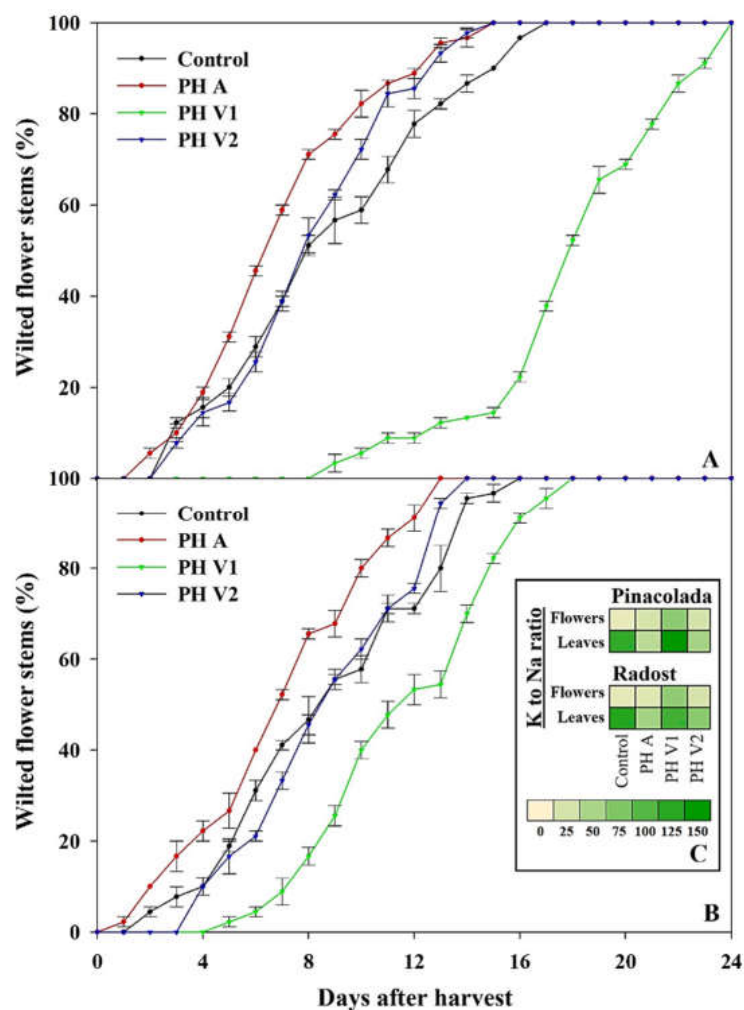 100
80
60
40
20
Wilted flower stems (%)
Control
PH A
PH V1
PH V2
A
100
80
60
40
20
0
Wilted flower stems (%)
Control
PH A
PH V1
PH V2
K to Na ratio
Pinacolada
Flowers
Leaves
Radost
Flowers
Leaves
Control
PH A
PH V1
PH V2
0 25 50 75 100 125 150
C
B
0 4 8 12 16 20 24
Days after harvest